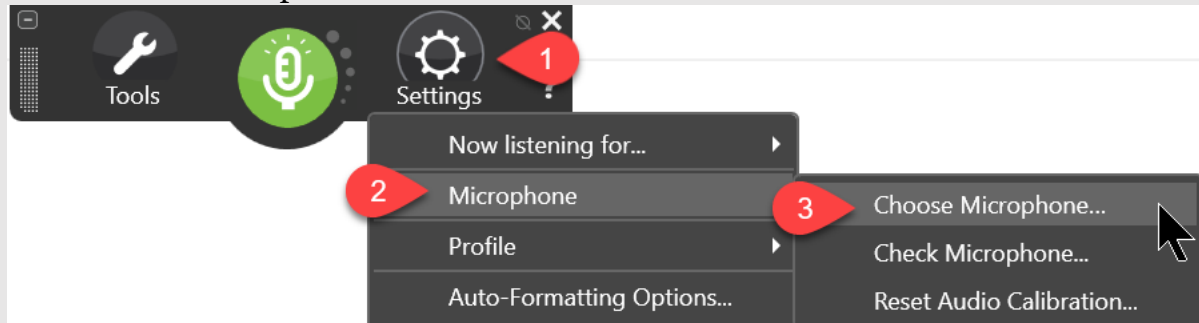 Tools
Settings
1
?
Now listening for...
2
Microphone
3
Choose Microphone...
Profile
Check Microphone...
Auto-Formatting Options...
Reset Audio Calibration...